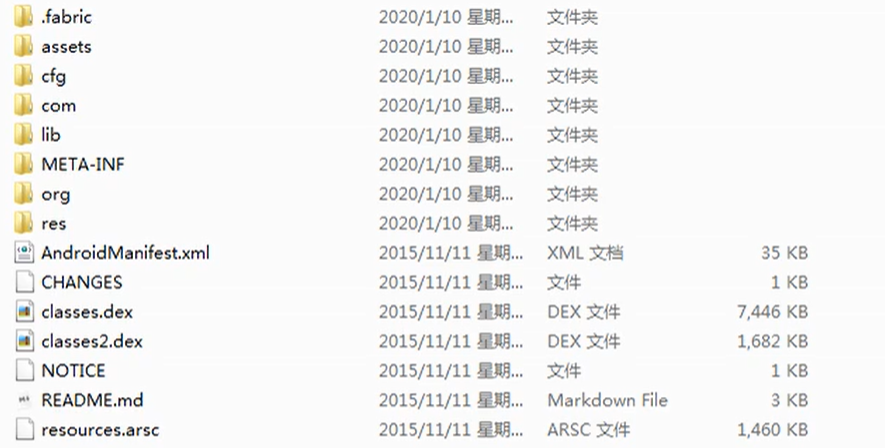 .fabric 2020/1/10 星期... 文件夹
assets 2020/1/10 星期... 文件夹
cfg 2020/1/10 星期... 文件夹
com 2020/1/10 星期... 文件夹
lib 2020/1/10 星期... 文件夹
META-INF 2020/1/10 星期... 文件夹
org 2020/1/10 星期... 文件夹
res 2020/1/10 星期... 文件夹
AndroidManifest.xml 2015/11/11 星期... XML 文档 35 KB
CHANGES 2015/11/11 星期... 文件 1 KB
classes.dex 2015/11/11 星期... DEX 文件 7,446 KB
classes2.dex 2015/11/11 星期... DEX 文件 1,682 KB
NOTICE 2015/11/11 星期... 文件 1 KB
README.md 2015/11/11 星期... Markdown File 3 KB
resources.arsc 2015/11/11 星期... ARSC 文件 1,460 KB